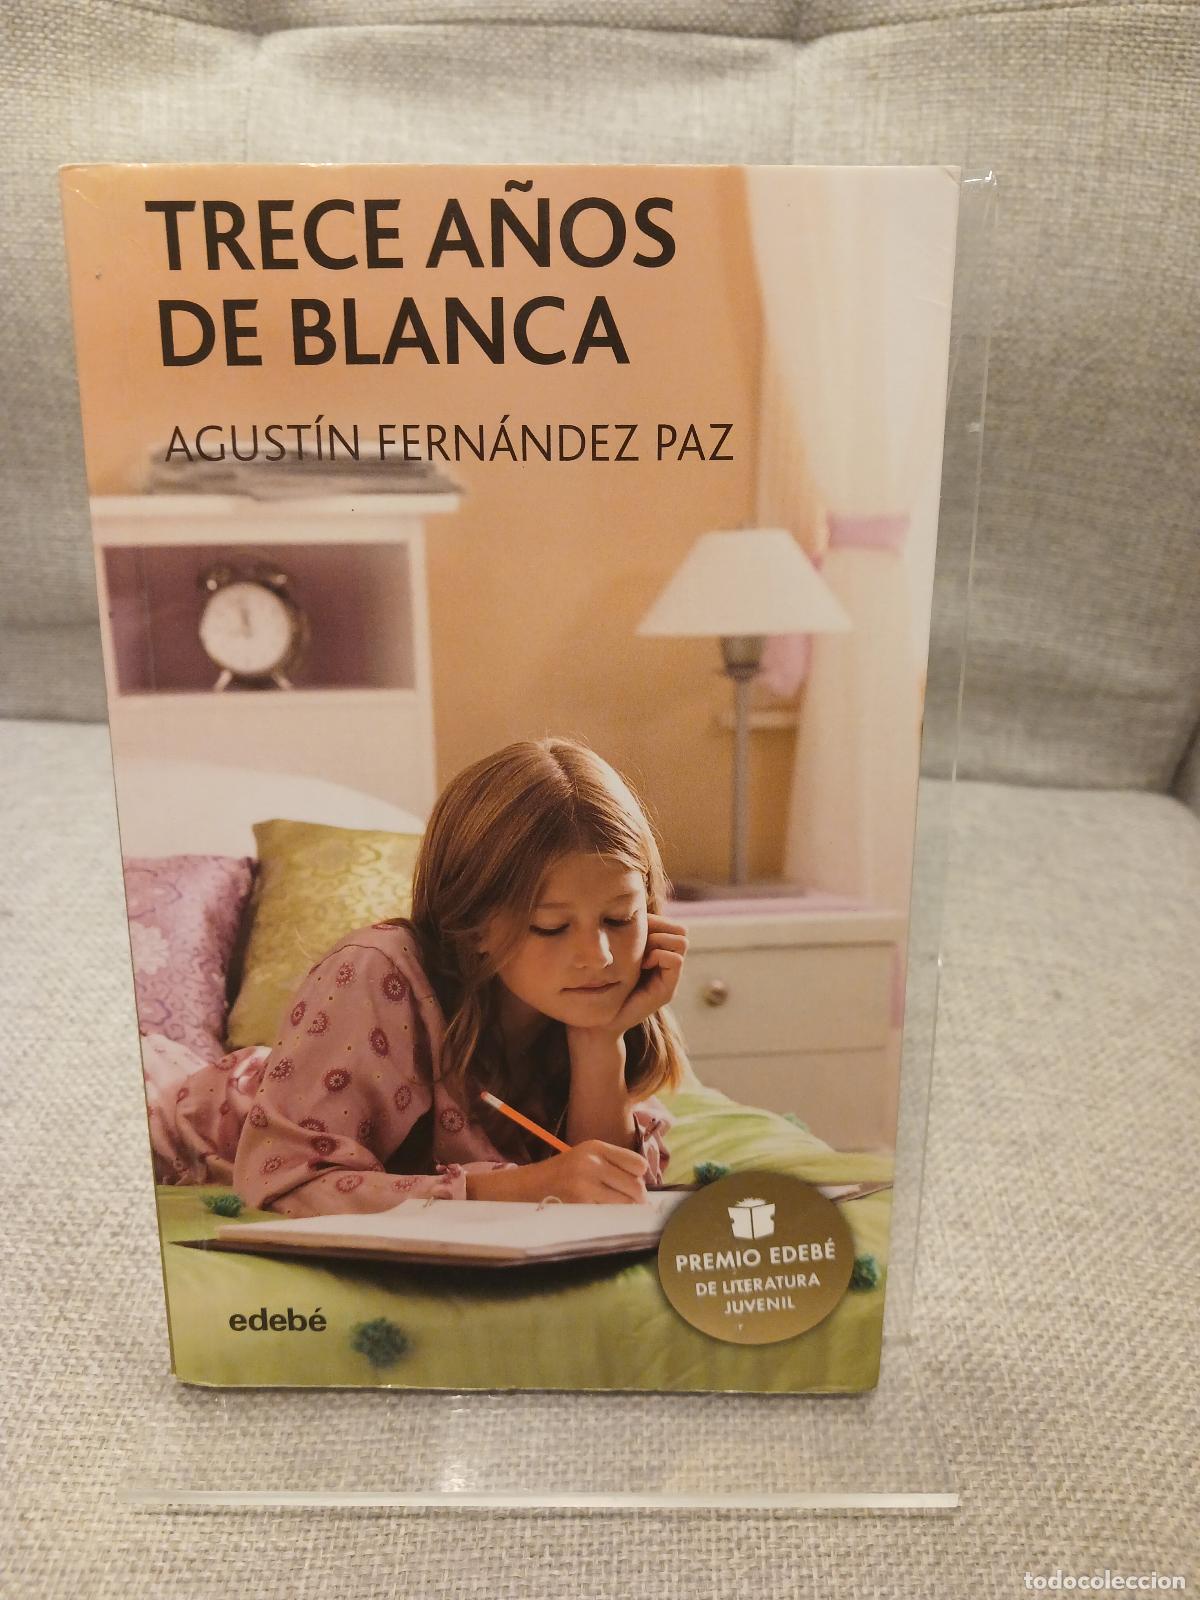 TRECE AÑOS
DE BLANCA
AGUSTÍN FERNÁNDEZ PAZ
PREMIO EDEBÉ
DE LITERATURA
JUVENIL
edebé
todocoleccion